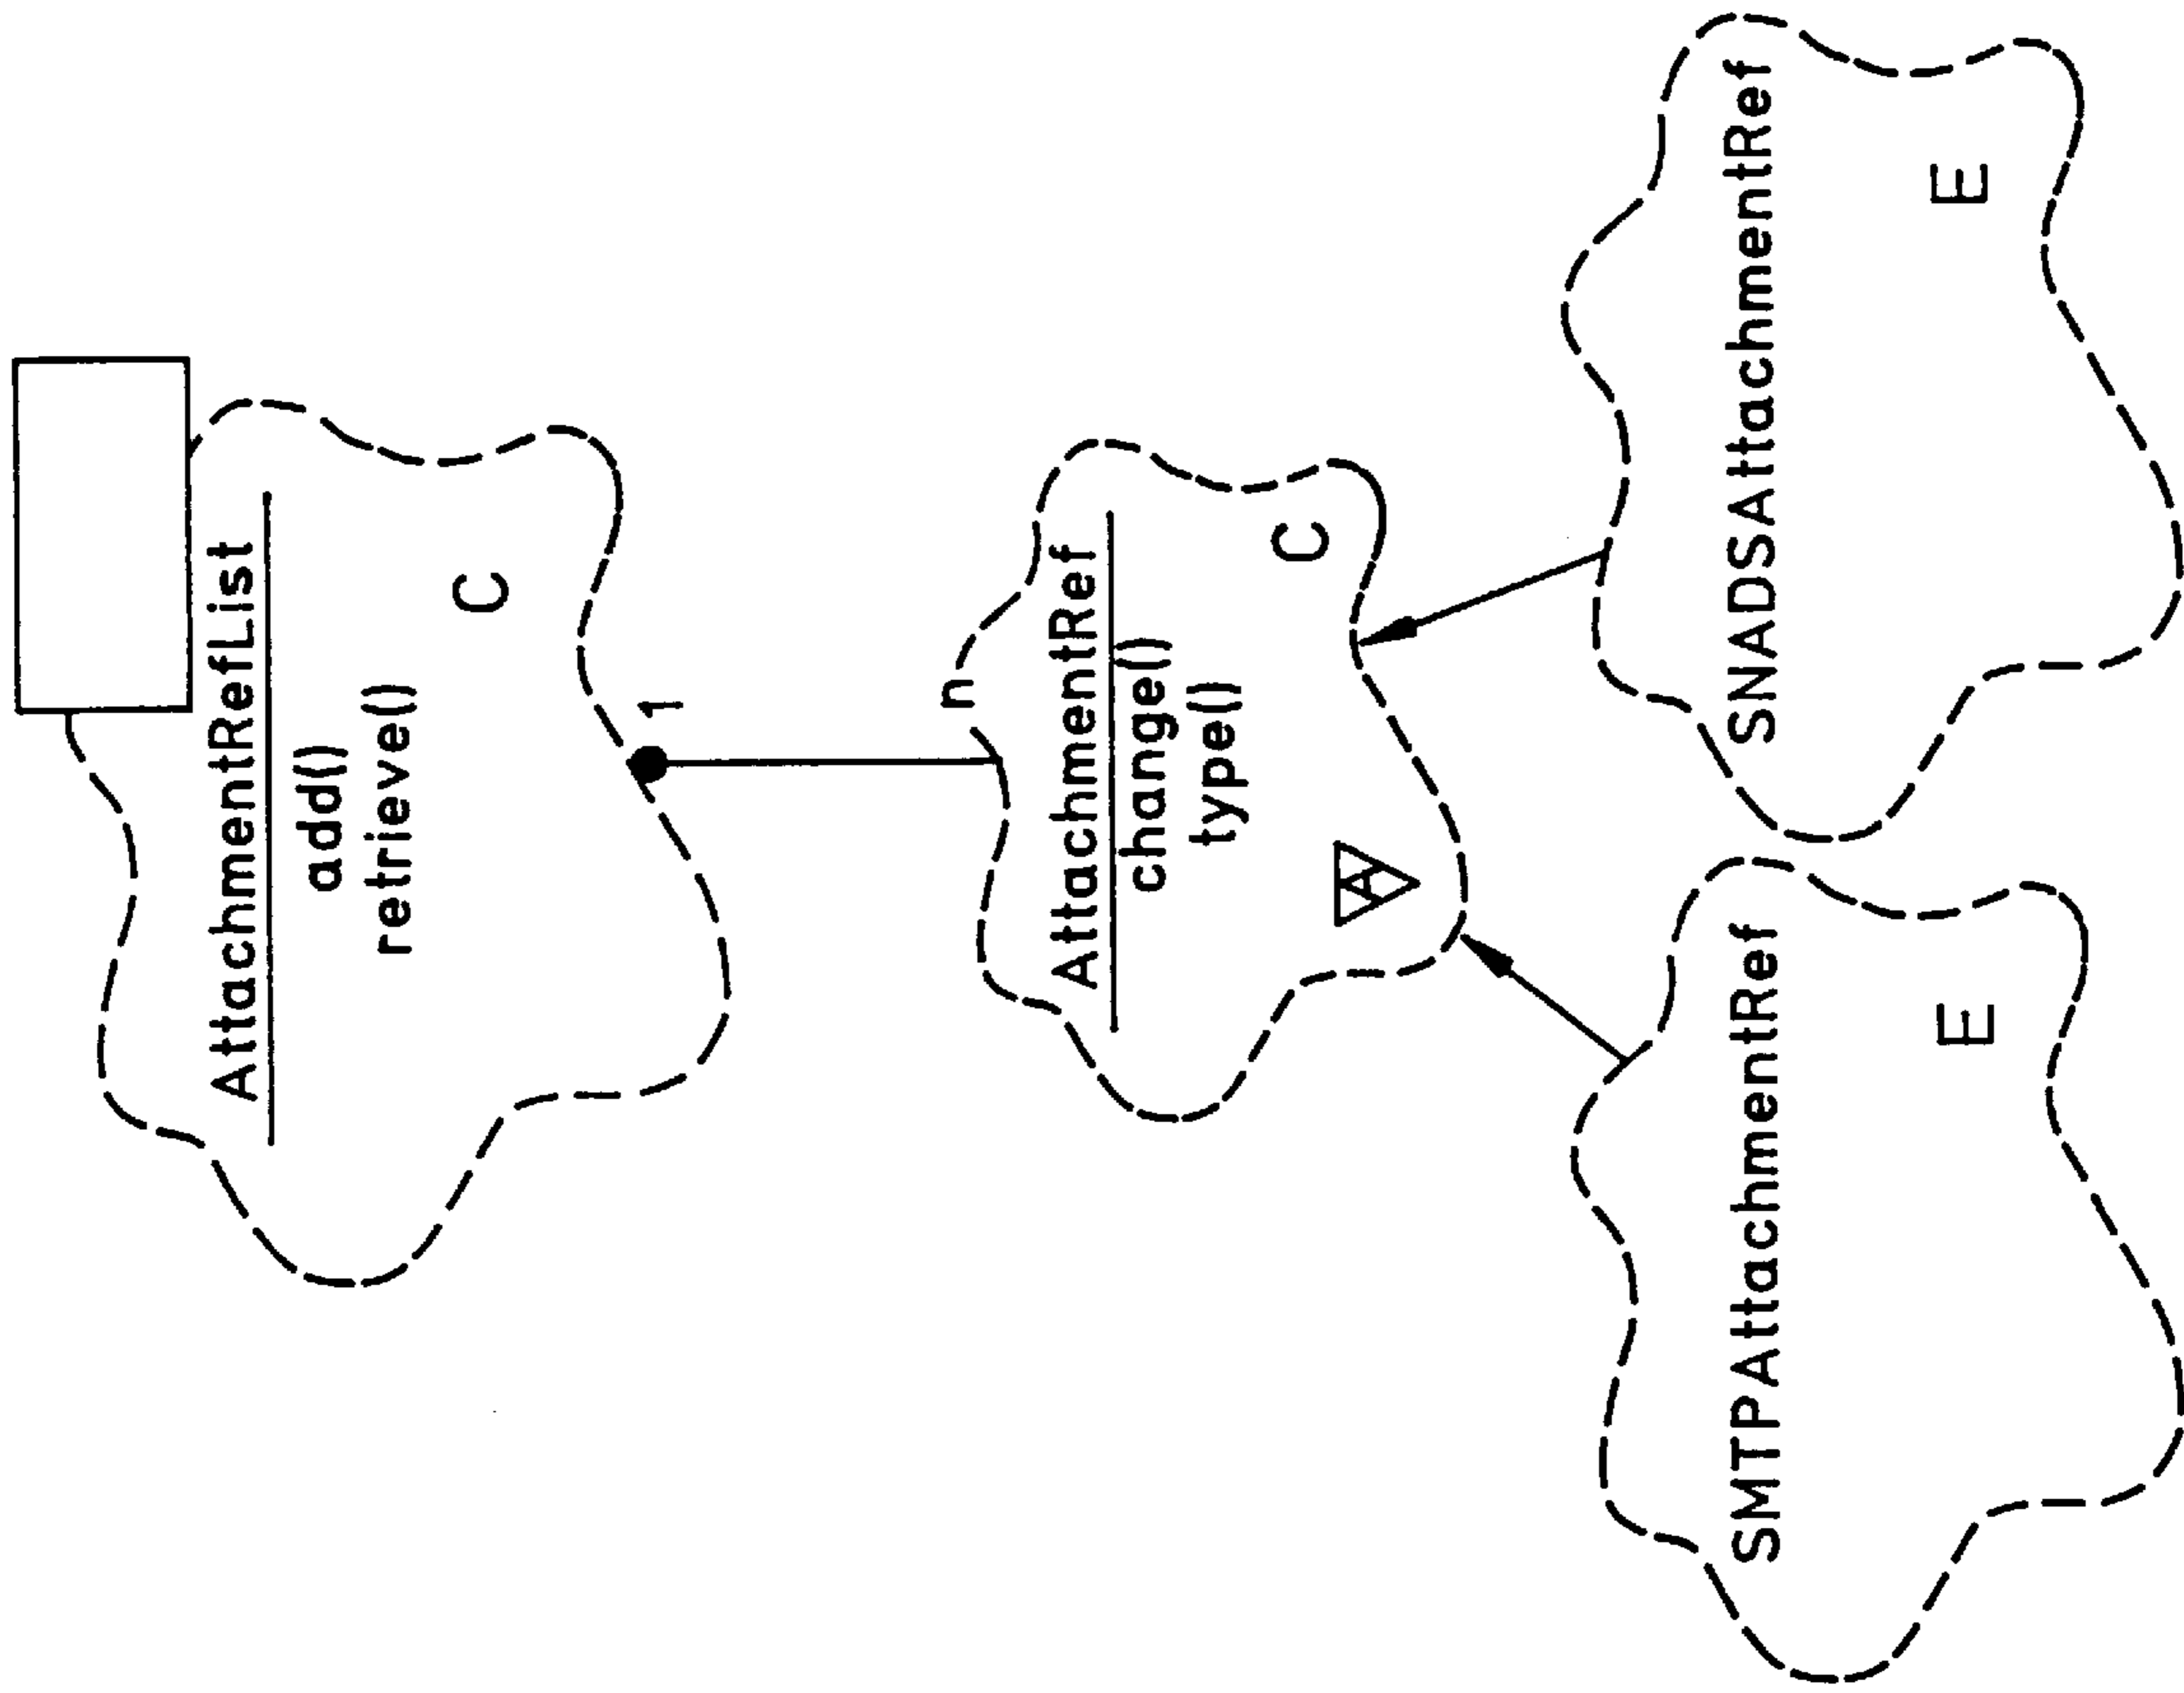 AttachmentRefList
add()
retrieve()
C
1
n
AttachmentRef
change()
type()
C
A
SMTPAttachmentRef
E
SNADSAttachmentRef
E